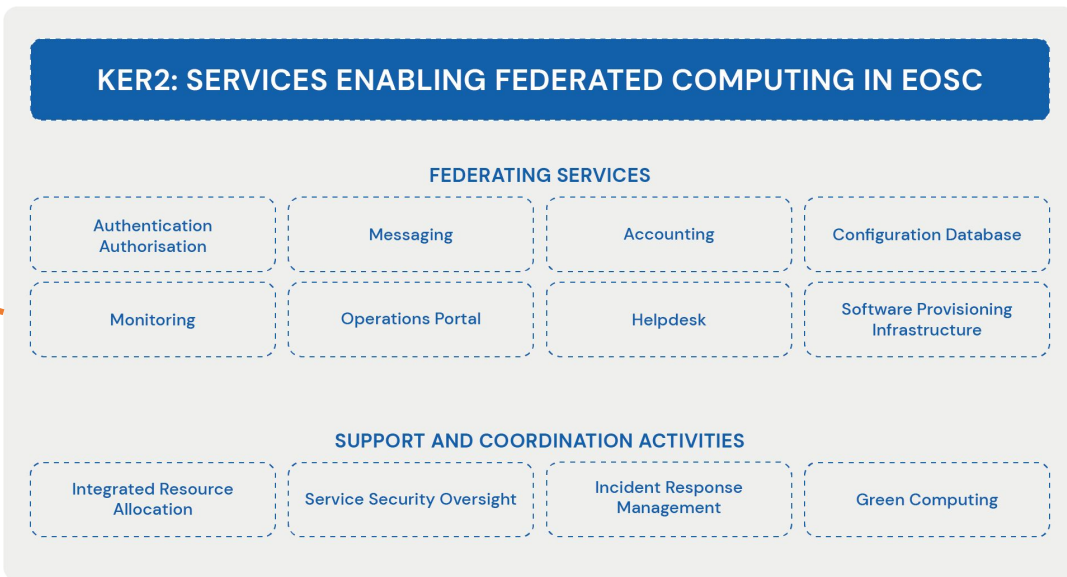 KER2: SERVICES ENABLING FEDERATED COMPUTING IN EOSC
FEDERATING SERVICES
Authentication
Authorisation
Messaging
Accounting
Configuration Database
Monitoring
Operations Portal
Helpdesk
Software Provisioning
Infrastructure
SUPPORT AND COORDINATION ACTIVITIES
Integrated Resource
Allocation
Service Security Oversight
Incident Response
Management
Green Computing